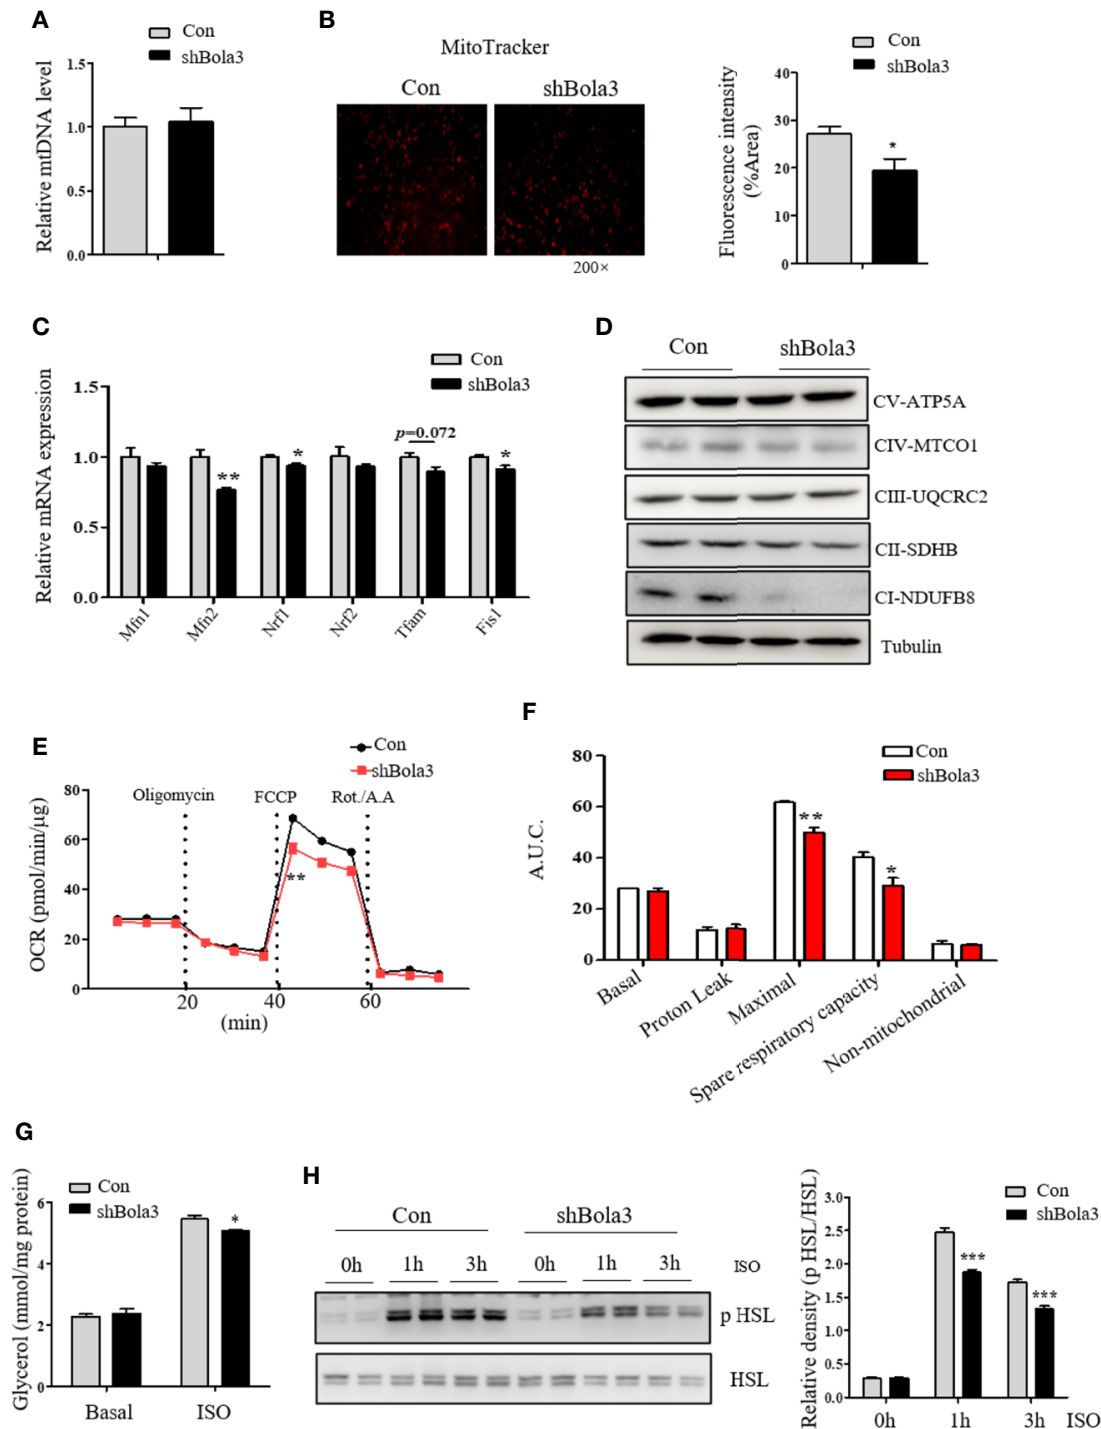 A
Con
shBola3
Relative mtDNA level
1.5
1.0
0.5
0.0
B
MitoTracker
Con
shBola3
200×
Con
shBola3
Fluorescence intensity
(%Area)
40
30
20
10
0
*
C
Con
shBola3
Relative mRNA expression
1.5
1.0
0.5
0.0
**
*
p=0.072
*
Mfn1
Mfn2
Nrf1
Nrf2
Tfam
Fis1
D
Con
shBola3
CV-ATP5A
CIV-MTCO1
CIII-UQCRC2
CII-SDHB
CI-NDUFB8
Tubulin
E
Con
shBola3
OCR (pmol/min/µg)
80
60
40
20
0
Oligomycin
FCCP
Rot./A.A
**
20
40
60
(min)
F
Con
shBola3
A.U.C.
80
60
40
20
0
**
*
Basal
Proton Leak
Maximal
Spare respiratory capacity
Non-mitochondrial
G
Con
shBola3
Glycerol (mmol/mg protein)
6
4
2
0
*
Basal
ISO
H
Con
shBola3
0h
1h
3h
0h
1h
3h
ISO
p HSL
HSL
Con
shBola3
Relative density (p HSL/HSL)
3.0
2.5
2.0
1.5
1.0
0.5
0.0
***
***
0h
1h
3h
ISO